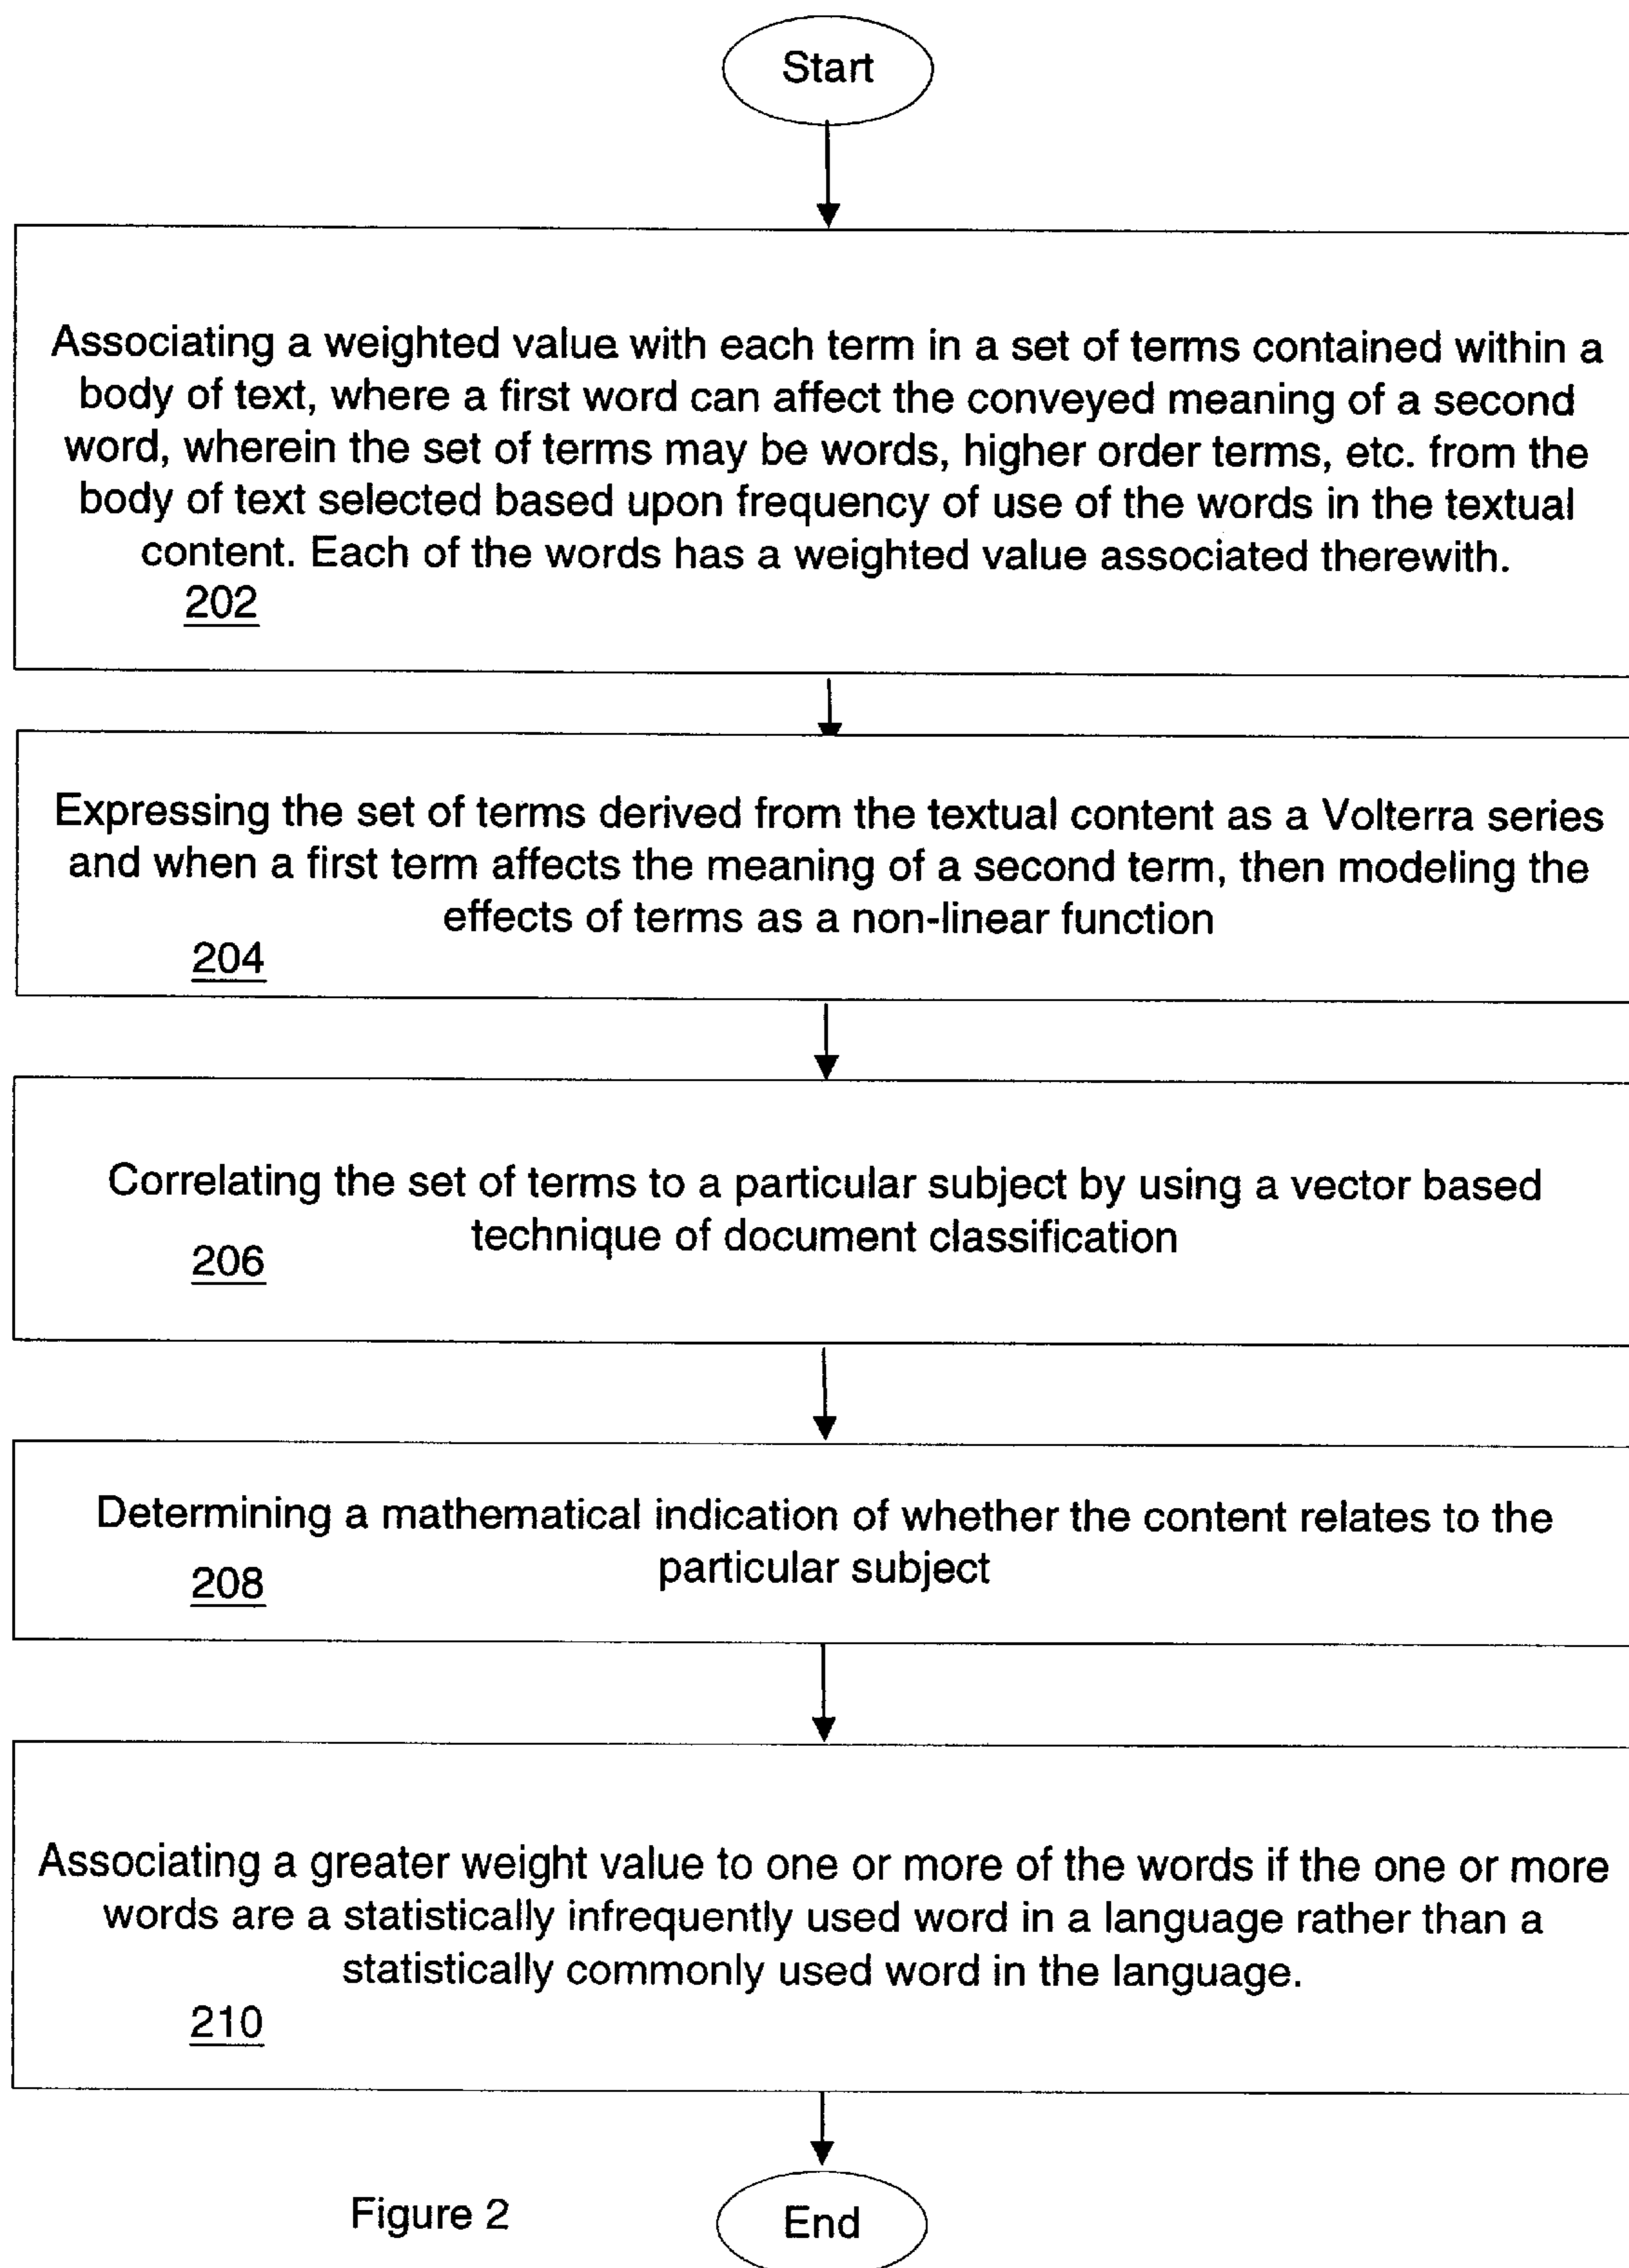 Start
Associating a weighted value with each term in a set of terms contained within a
body of text, where a first word can affect the conveyed meaning of a second
word, wherein the set of terms may be words, higher order terms, etc. from the
body of text selected based upon frequency of use of the words in the textual
content. Each of the words has a weighted value associated therewith.
202
Expressing the set of terms derived from the textual content as a Volterra series
and when a first term affects the meaning of a second term, then modeling the
effects of terms as a non-linear function
204
Correlating the set of terms to a particular subject by using a vector based
technique of document classification
206
Determining a mathematical indication of whether the content relates to the
particular subject
208
Associating a greater weight value to one or more of the words if the one or more
words are a statistically infrequently used word in a language rather than a
statistically commonly used word in the language.
210
Figure 2
End